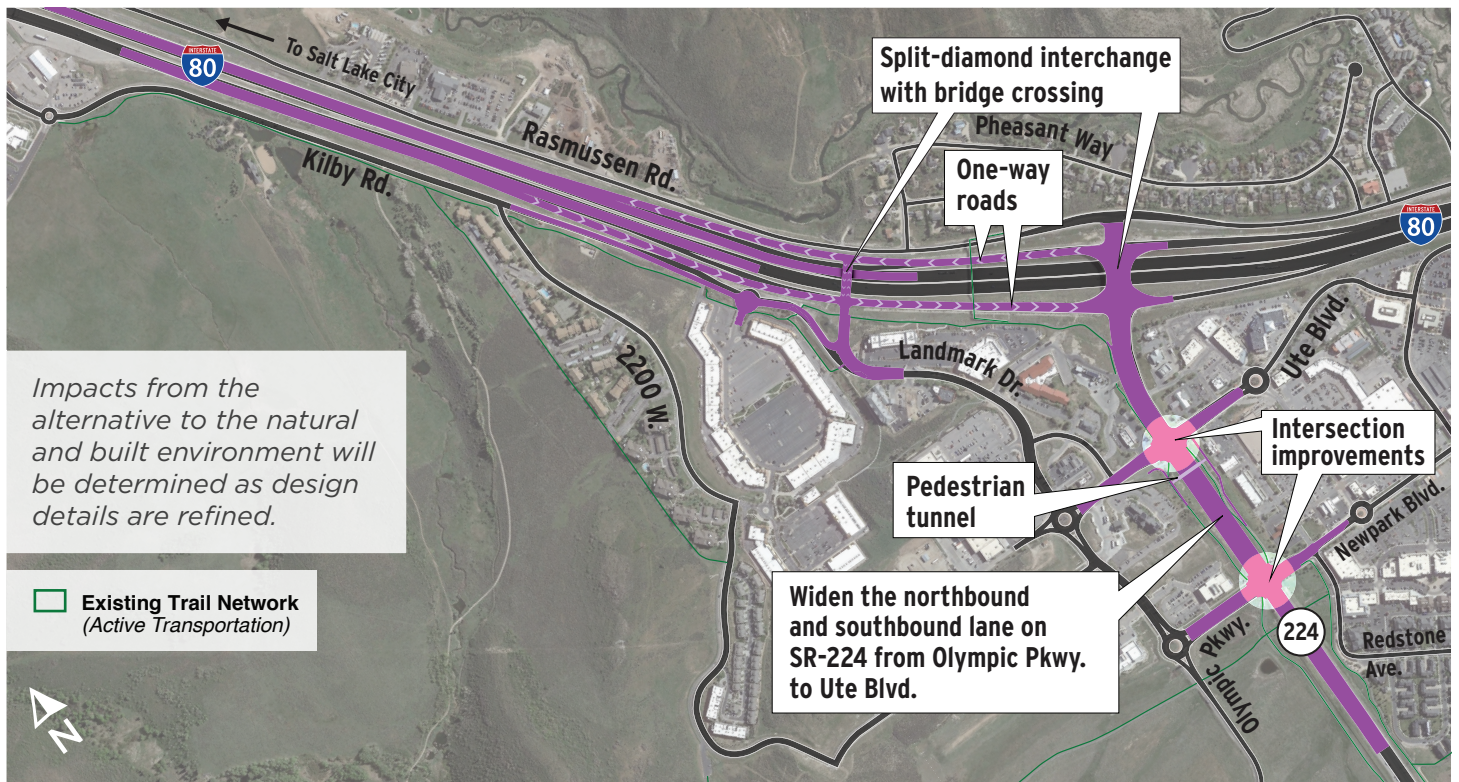 INTERSTATE
80
To Salt Lake City
Rasmussen Rd.
Kilby Rd.
Split-diamond interchange
with bridge crossing
Pheasant Way
One-way
roads
INTERSTATE
80
Ute Blvd.
Landmark Dr.
2200 W.
Impacts from the
alternative to the natural
and built environment will
be determined as design
details are refined.
Intersection
improvements
Pedestrian
tunnel
Newpark Blvd.
Existing Trail Network
(Active Transportation)
Widen the northbound
and southbound lane on
SR-224 from Olympic Pkwy.
to Ute Blvd.
224
Redstone
Ave.
Olympic Pkwy.
N